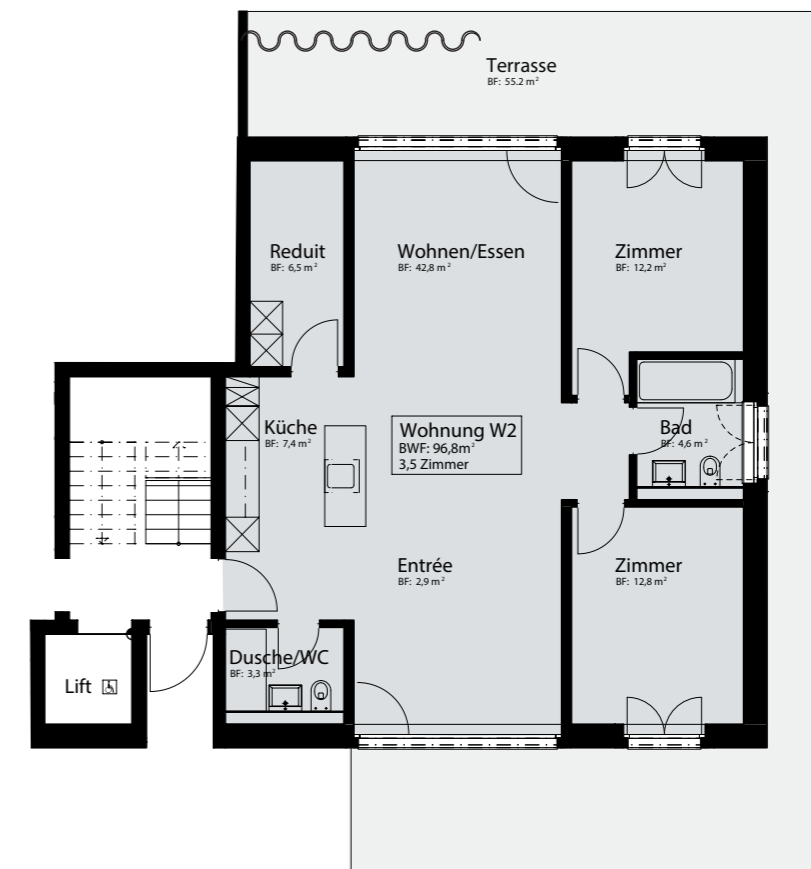 Terrasse
BF: 55.2 m²
Reduit
BF: 6,5 m²
Wohnen/Essen
BF: 42,8 m²
Zimmer
BF: 12,2 m²
Küche
BF: 7,4 m²
Wohnung W2
BWF: 96,8m²
3,5 Zimmer
Bad
BF: 4,6 m²
Entrée
BF: 2,9 m²
Zimmer
BF: 12,8 m²
Dusche/WC
BF: 3,3 m²
Lift